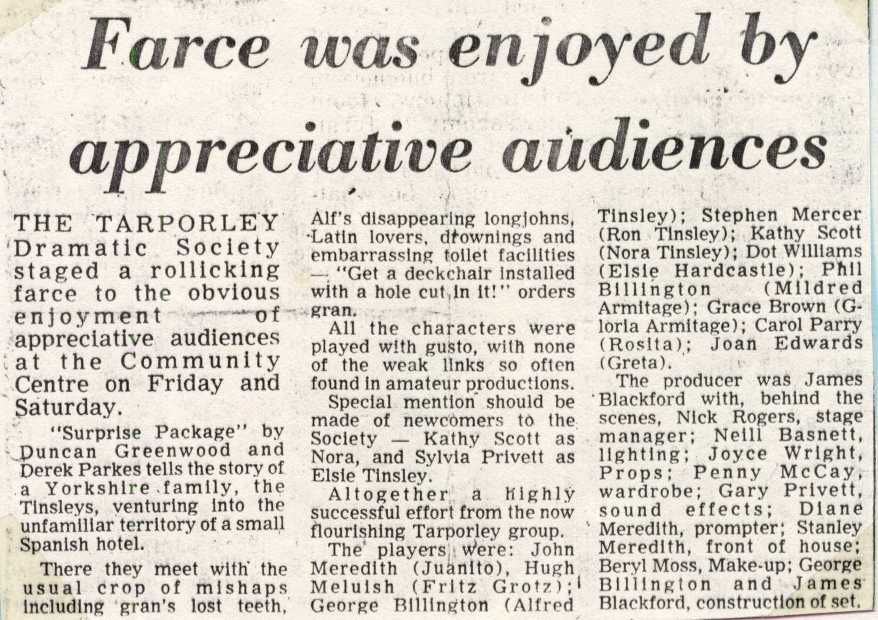 Farce was enjoyed by
appreciative audiences
THE TARPORLEY
Dramatic Society
staged a rollicking
farce to the obvious
enjoyment of
appreciative audiences
at the Community
Centre on Friday and
Saturday.
"Surprise Package" by
Duncan Greenwood and
Derek Parkes tells the story of
a Yorkshire family, the
Tinsleys, venturing into the
unfamiliar territory of a small
Spanish hotel.
There they meet with the
usual crop of mishaps
including gran's lost teeth,
Alf's disappearing longjohns,
Latin lovers, drownings and
embarrassing toilet facilities
— "Get a deckchair installed
with a hole cut in it!" orders
gran.
All the characters were
played with gusto, with none
of the weak links so often
found in amateur productions.
Special mention should be
made of newcomers to the
Society — Kathy Scott as
Nora, and Sylvia Privett as
Elsie Tinsley.
Altogether a highly
successful effort from the now
flourishing Tarporley group.
The players were: John
Meredith (Juanito), Hugh
Meluish (Fritz Grotz);
George Billington (Alfred
Tinsley); Stephen Mercer
(Ron Tinsley); Kathy Scott
(Nora Tinsley); Dot Williams
(Elsie Hardcastle); Phil
Billington (Mildred
Armitage); Grace Brown (G-
loria Armitage); Carol Parry
(Rosita); Joan Edwards
(Greta).
The producer was James
Blackford with, behind the
scenes, Nick Rogers, stage
manager; Neill Basnett,
lighting; Joyce Wright,
Props; Penny McCay,
wardrobe; Gary Privett,
sound effects; Diane
Meredith, prompter; Stanley
Meredith, front of house;
Beryl Moss, Make-up; George
Billington and James
Blackford, construction of set.